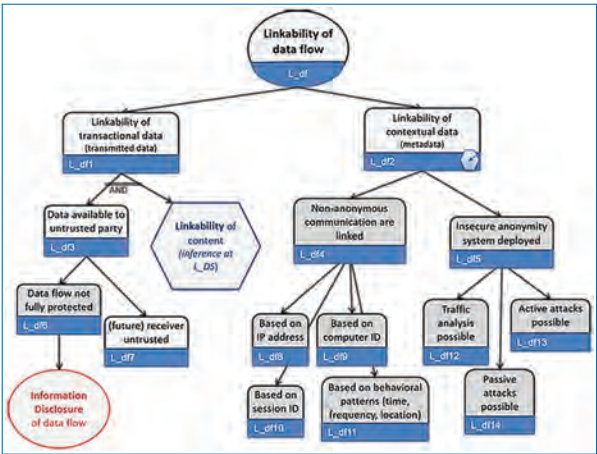 Linkability of
data flow
L_df
Linkability of
transactional data
(transmitted data)
L_df1
Linkability of
contextual data
(metadata)
L_df2
AND
Data available to
untrusted party
L_df3
Linkability of
content
(inference at
L_DS)
Non-anonymous
communication are
linked
L_df4
Insecure anonymity
system deployed
L_df5
Data flow not
fully protected
L_df6
(future) receiver
untrusted
L_df7
Based on
IP address
L_df8
Based on
computer ID
L_df9
Traffic
analysis
possible
L_df12
Active attacks
possible
L_df13
Information
Disclosure
of data flow
Based on
session ID
L_df10
Based on behavioral
patterns (time,
frequency, location)
L_df11
Passive
attacks
possible
L_df14